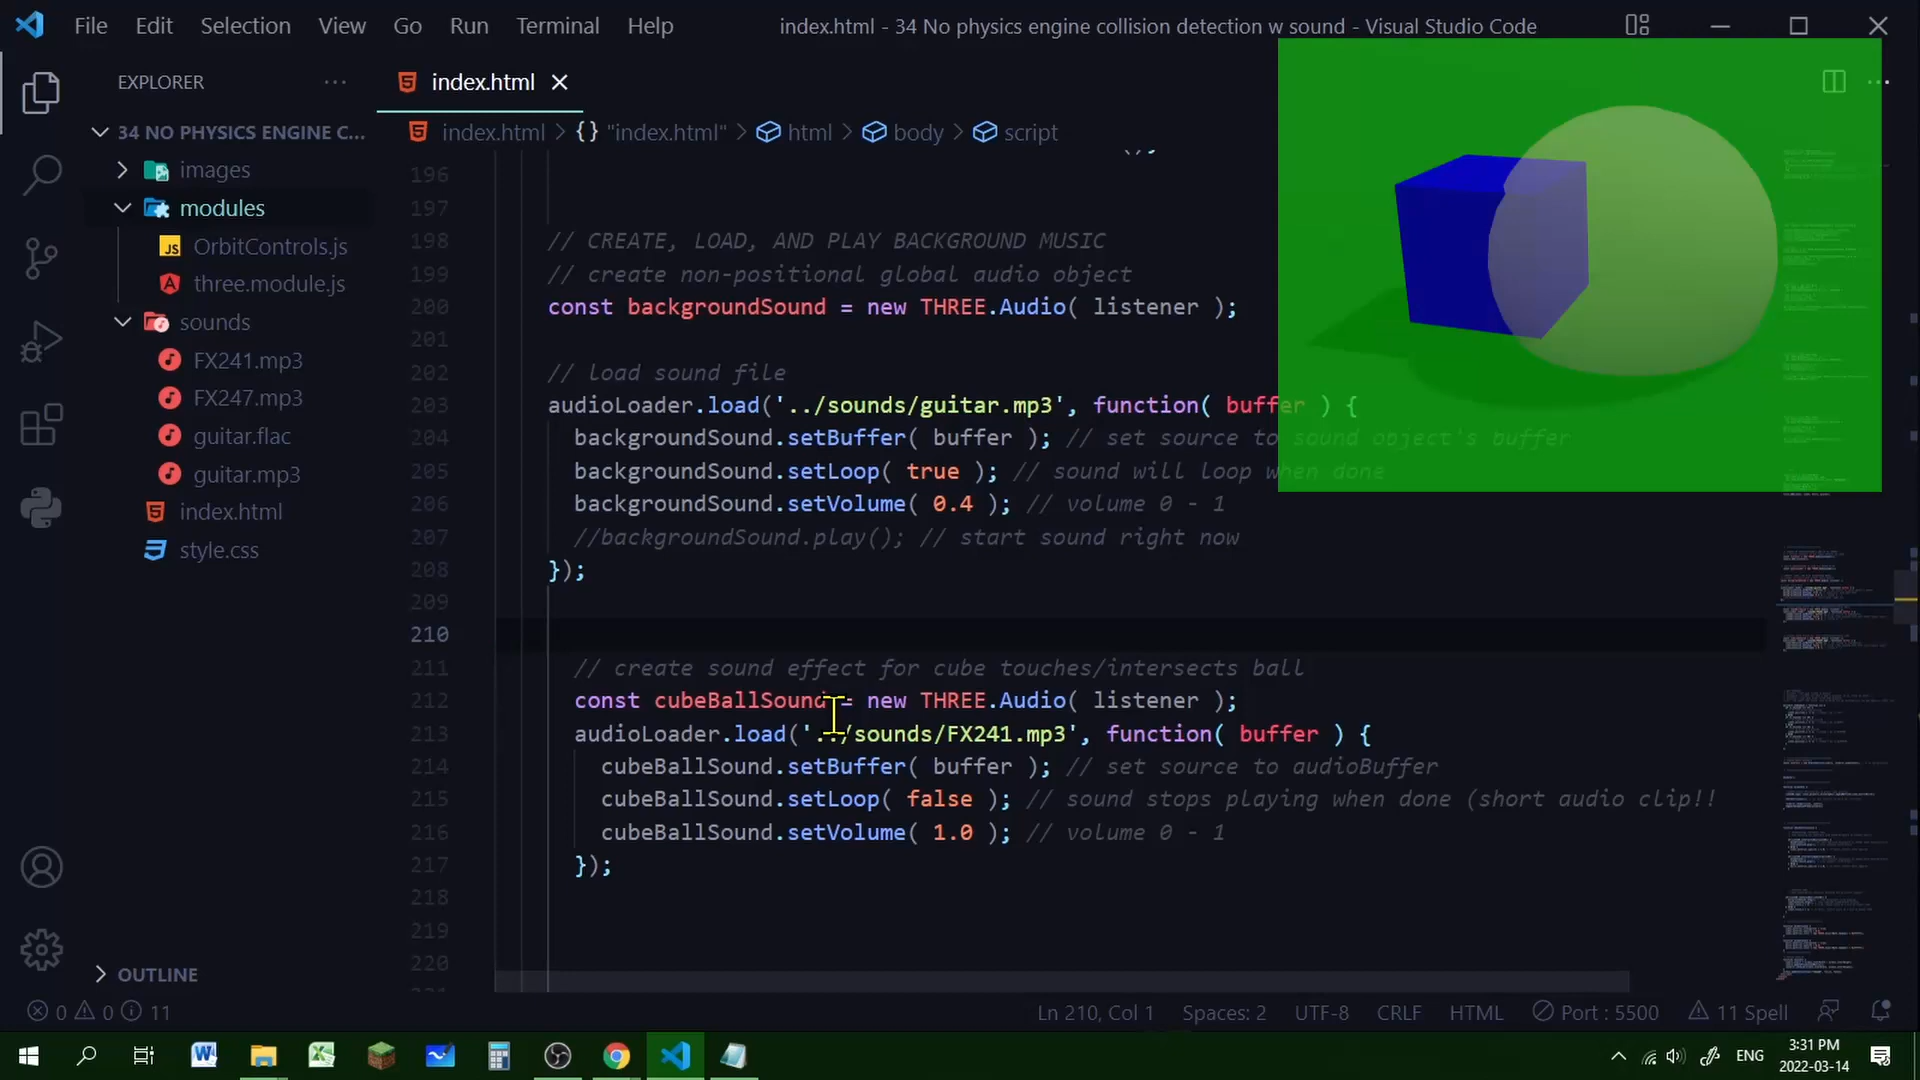 File Edit Selection View Go Run Terminal Help
index.html - 34 No physics engine collision detection w sound - Visual Studio Code
EXPLORER
index.html
34 NO PHYSICS ENGINE C...
index.html > {} "index.html" > html > body > script
images
modules
OrbitControls.js
three.module.js
sounds
FX241.mp3
FX247.mp3
guitar.flac
guitar.mp3
index.html
style.css
196
197
198 // CREATE, LOAD, AND PLAY BACKGROUND MUSIC
199 // create non-positional global audio object
200 const backgroundSound = new THREE.Audio( listener );
201
202 // load sound file
203 audioLoader.load('../sounds/guitar.mp3', function( buffer ) {
204 backgroundSound.setBuffer( buffer ); // set source to sound object's buffer
205 backgroundSound.setLoop( true ); // sound will loop when done
206 backgroundSound.setVolume( 0.4 ); // volume 0 - 1
207 //backgroundSound.play(); // start sound right now
208 });
209
210
211 // create sound effect for cube touches/intersects ball
212 const cubeBallSound = new THREE.Audio( listener );
213 audioLoader.load('../sounds/FX241.mp3', function( buffer ) {
214 cubeBallSound.setBuffer( buffer ); // set source to audioBuffer
215 cubeBallSound.setLoop( false ); // sound stops playing when done (short audio clip!!
216 cubeBallSound.setVolume( 1.0 ); // volume 0 - 1
217 });
218
219
220
OUTLINE
0 0 11
Ln 210, Col 1 Spaces: 2 UTF-8 CRLF HTML Port : 5500 11 Spell
ENG
3:31 PM
2022-03-14